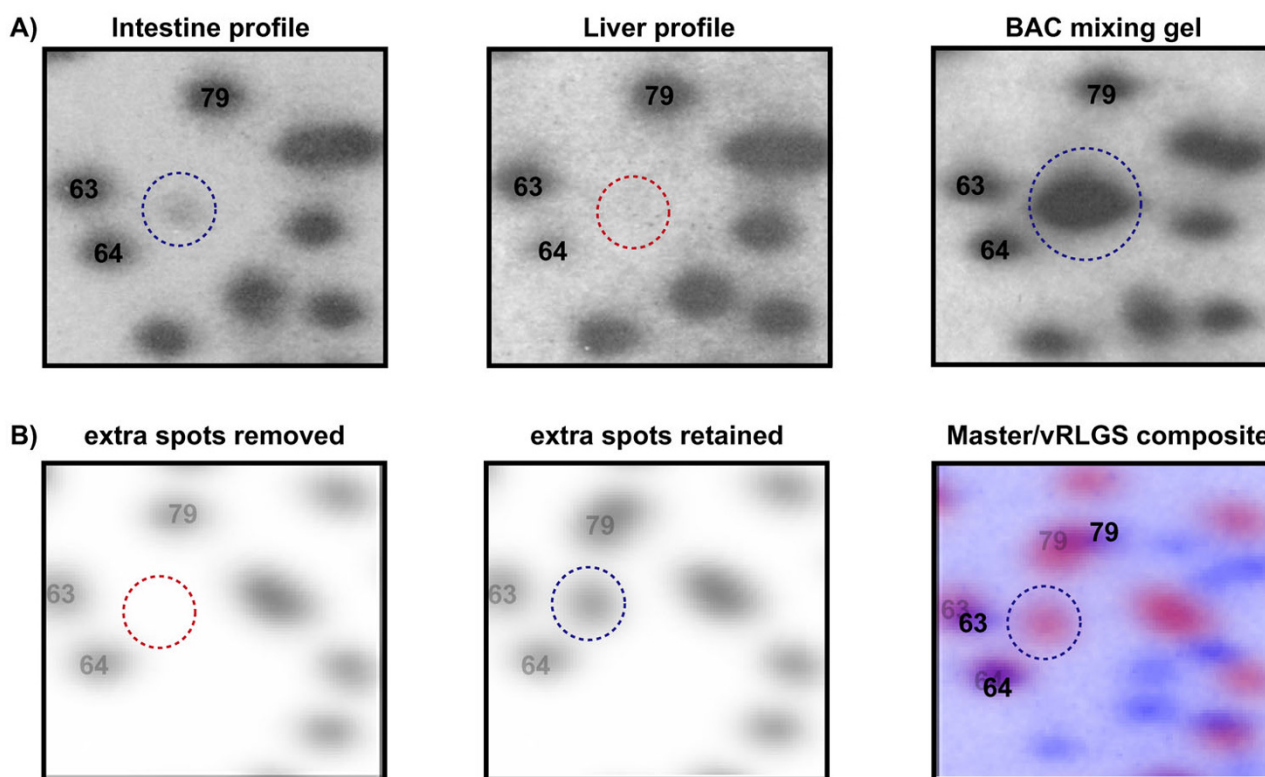 A) Intestine profile Liver profile BAC mixing gel
79 79 79
63 63 63
64 64 64
B) extra spots removed extra spots retained Master/vRLGS composite
79 79 79 79
63 63 63 63
64 64 64 64